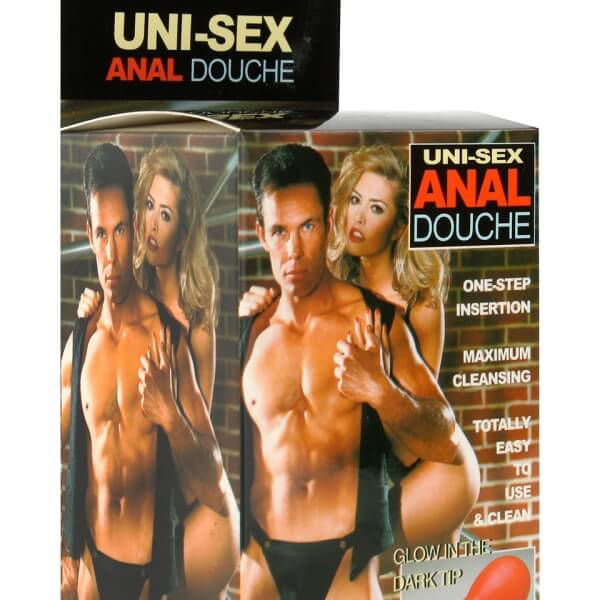 UNI-SEX
ANAL DOUCHE
UNI-SEX
ANAL
DOUCHE
ONE-STEP
INSERTION
MAXIMUM
CLEANSING
TOTALLY
EASY
TO
USE
& CLEAN
GLOW IN THE
DARK TIP